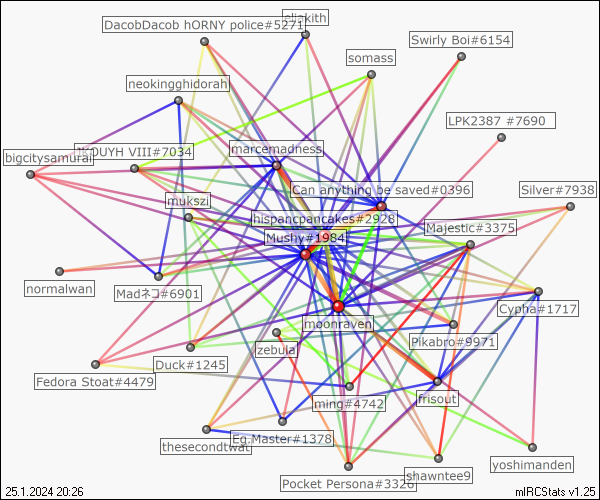 eliakith
DacobDacob hORNY police#5271
Swirly Boi#6154
somass
neokingghidorah
LPK2387 #7690
marcemadness
VIII#7034
bigcitysamurai
Can anything be saved#0396
Silver#7938
mukszi
hispancpancakes#2928
Majestic#3375
Mushy#1984
normalwan
Madネコ#6901
Cypha#1717
moonraven
Pikabro#9971
zebula
Duck#1245
Fedora Stoat#4479
frisout
ming#4742
thesecondtwat
Eg.Master#1378
yoshimanden
shawntee9
Pocket Persona#3326
25.1.2024 20:26
mIRCStats v1.25